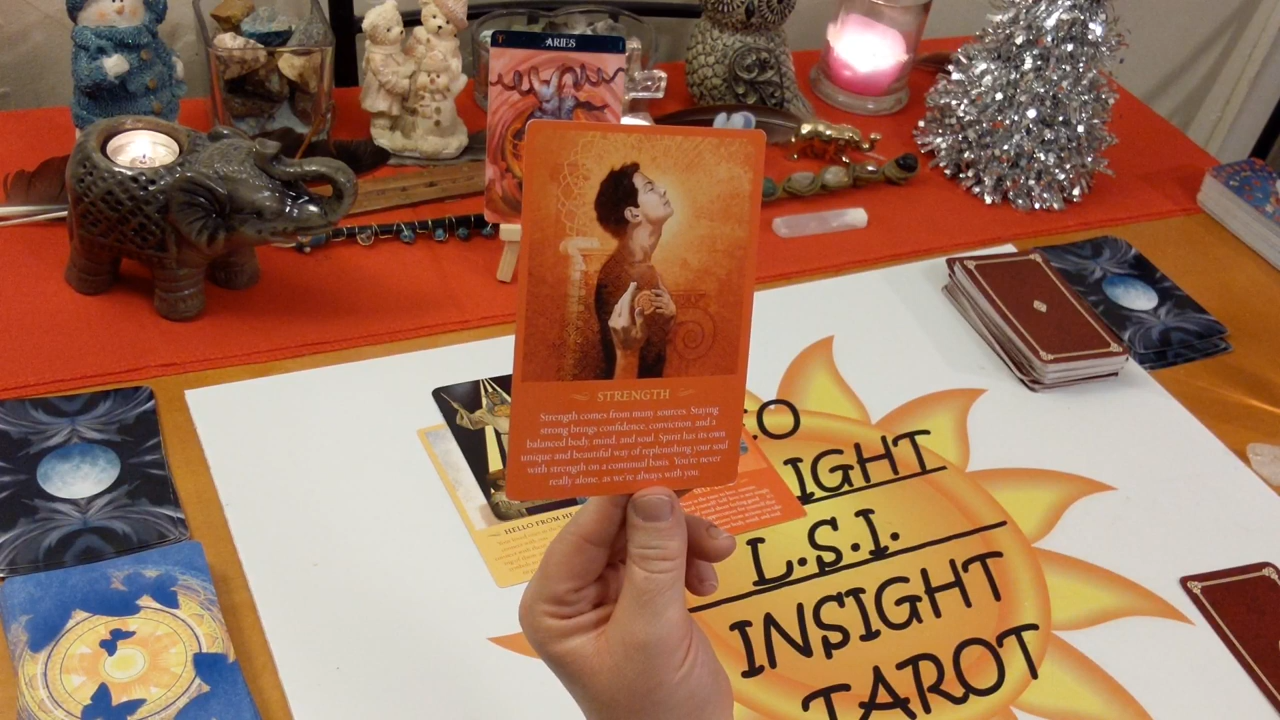 ARIES
STRENGTH
Strength comes from many sources. Staying
strong brings confidence, conviction, and a
balanced body, mind, and soul. Spirit has its own
unique and beautiful way of replenishing your soul
with strength on a continual basis. You're never
really alone, as we're always with you.
HELLO FROM HE
L.S.I.
INSIGHT
TAROT